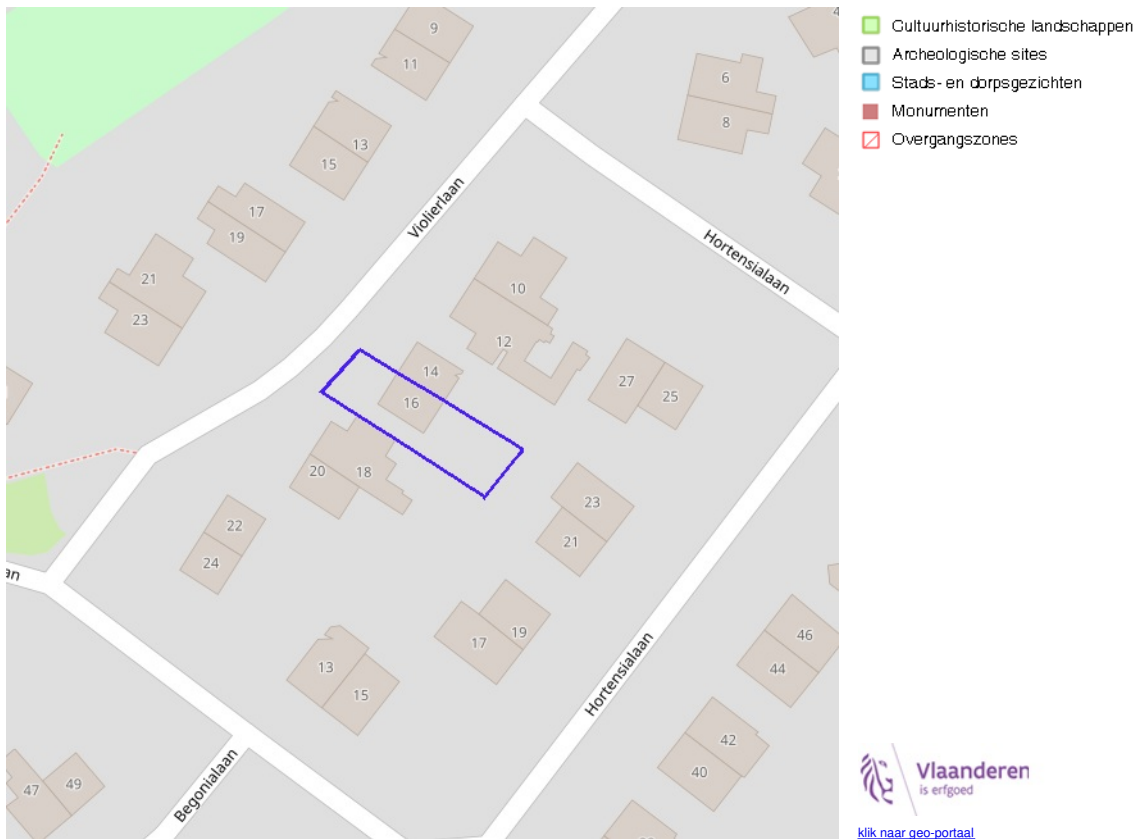 Cultuurhistorische landschappen
Archeologische sites
Stads- en dorpsgezichten
Monumenten
Overgangszones
9
11
6
8
13
15
Violierlaan
17
19
Hortensialaan
21
23
10
12
14
16
27
25
20
18
23
21
22
24
an
17
19
13
15
46
44
Hortensialaan
42
40
Begonialaan
49
47
Vlaanderen
is erfgoed
klik naar geo-portaal